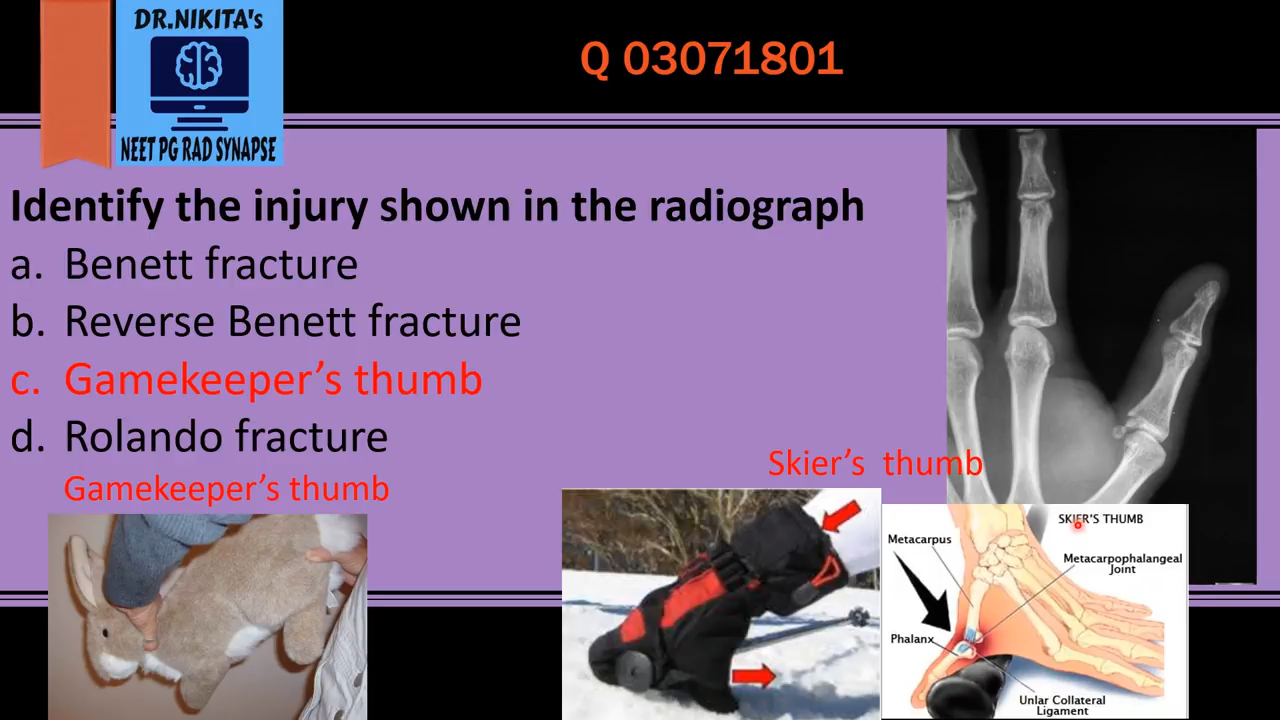 DR.NIKITA's
NEET PG RAD SYNAPSE
Q 03071801
Identify the injury shown in the radiograph
a. Benett fracture
b. Reverse Benett fracture
c. Gamekeeper’s thumb
d. Rolando fracture
Gamekeeper’s thumb
Skier’s thumb
SKIER'S THUMB
Metacarpus
Metacarpophalangeal
Joint
Phalanx
Unlar Collateral
Ligament